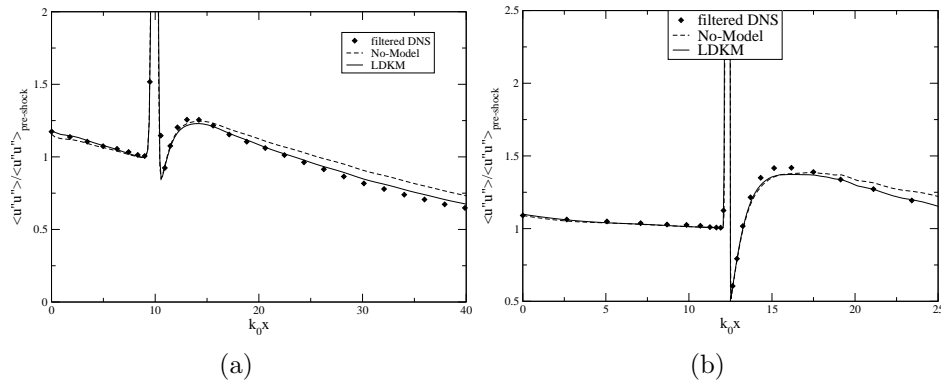 2
1.5
1
0.5
0
0
10
20
30
40
k0x
<u"u">/<u"u">pre-shock
filtered DNS
No-Model
LDKM
(a)
2.5
2
1.5
1
0.5
0
5
10
15
20
25
k0x
<u"u">/<u"u">pre-shock
filtered DNS
No-Model
LDKM
(b)